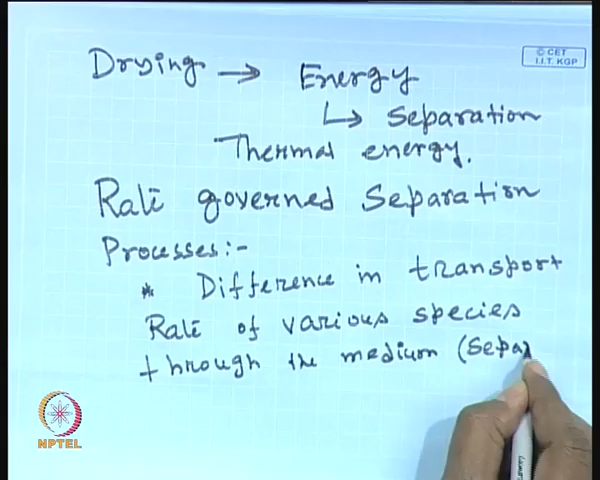 Drying → Energy
© CET
I.I.T. KGP
↳ Separation
Thermal energy.
Rate governed Separation
Processes:-
* Difference in transport
Rate of various species
through the medium (Sepa
NPTEL